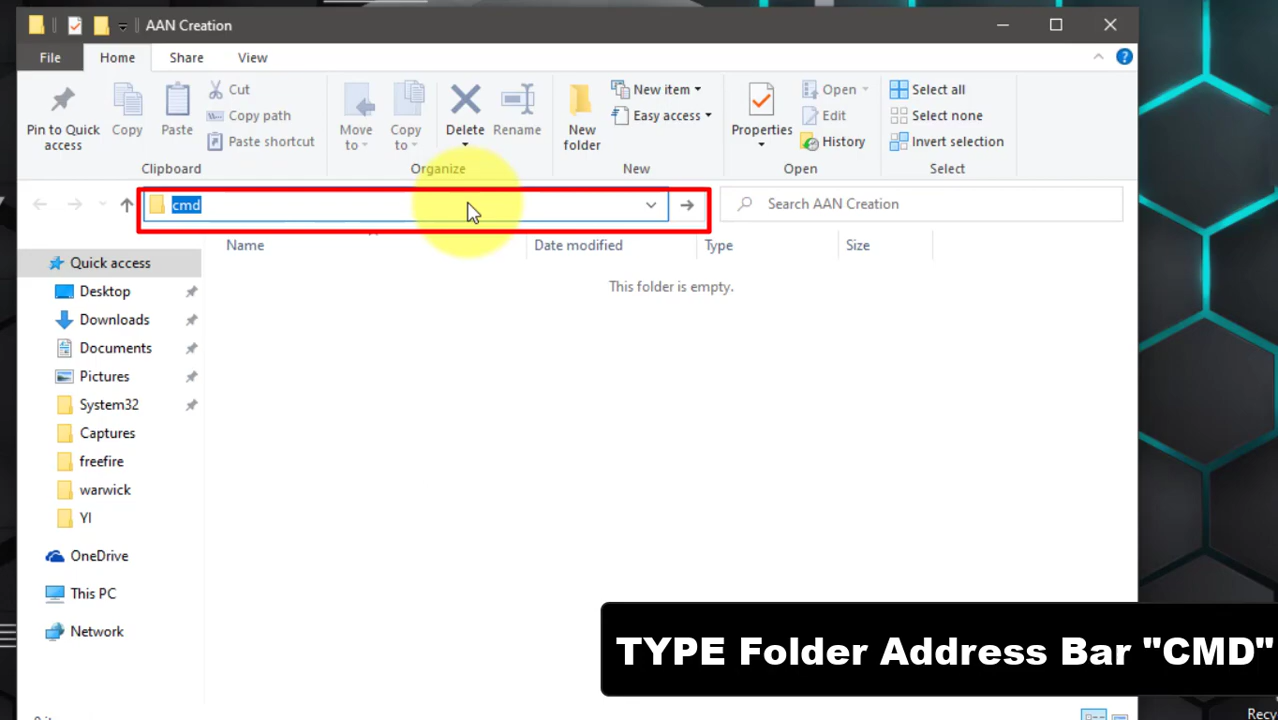 AAN Creation
File Home Share View
Pin to Quick access
Copy
Paste
Cut
Copy path
Paste shortcut
Clipboard
Move to
Copy to
Delete
Rename
Organize
New folder
New item
Easy access
New
Properties
Open
Edit
History
Open
Select all
Select none
Invert selection
Select
cmd
Search AAN Creation
Name Date modified Type Size
This folder is empty.
Quick access
Desktop
Downloads
Documents
Pictures
System32
Captures
freefire
warwick
YI
OneDrive
This PC
Network
TYPE Folder Address Bar "CMD"